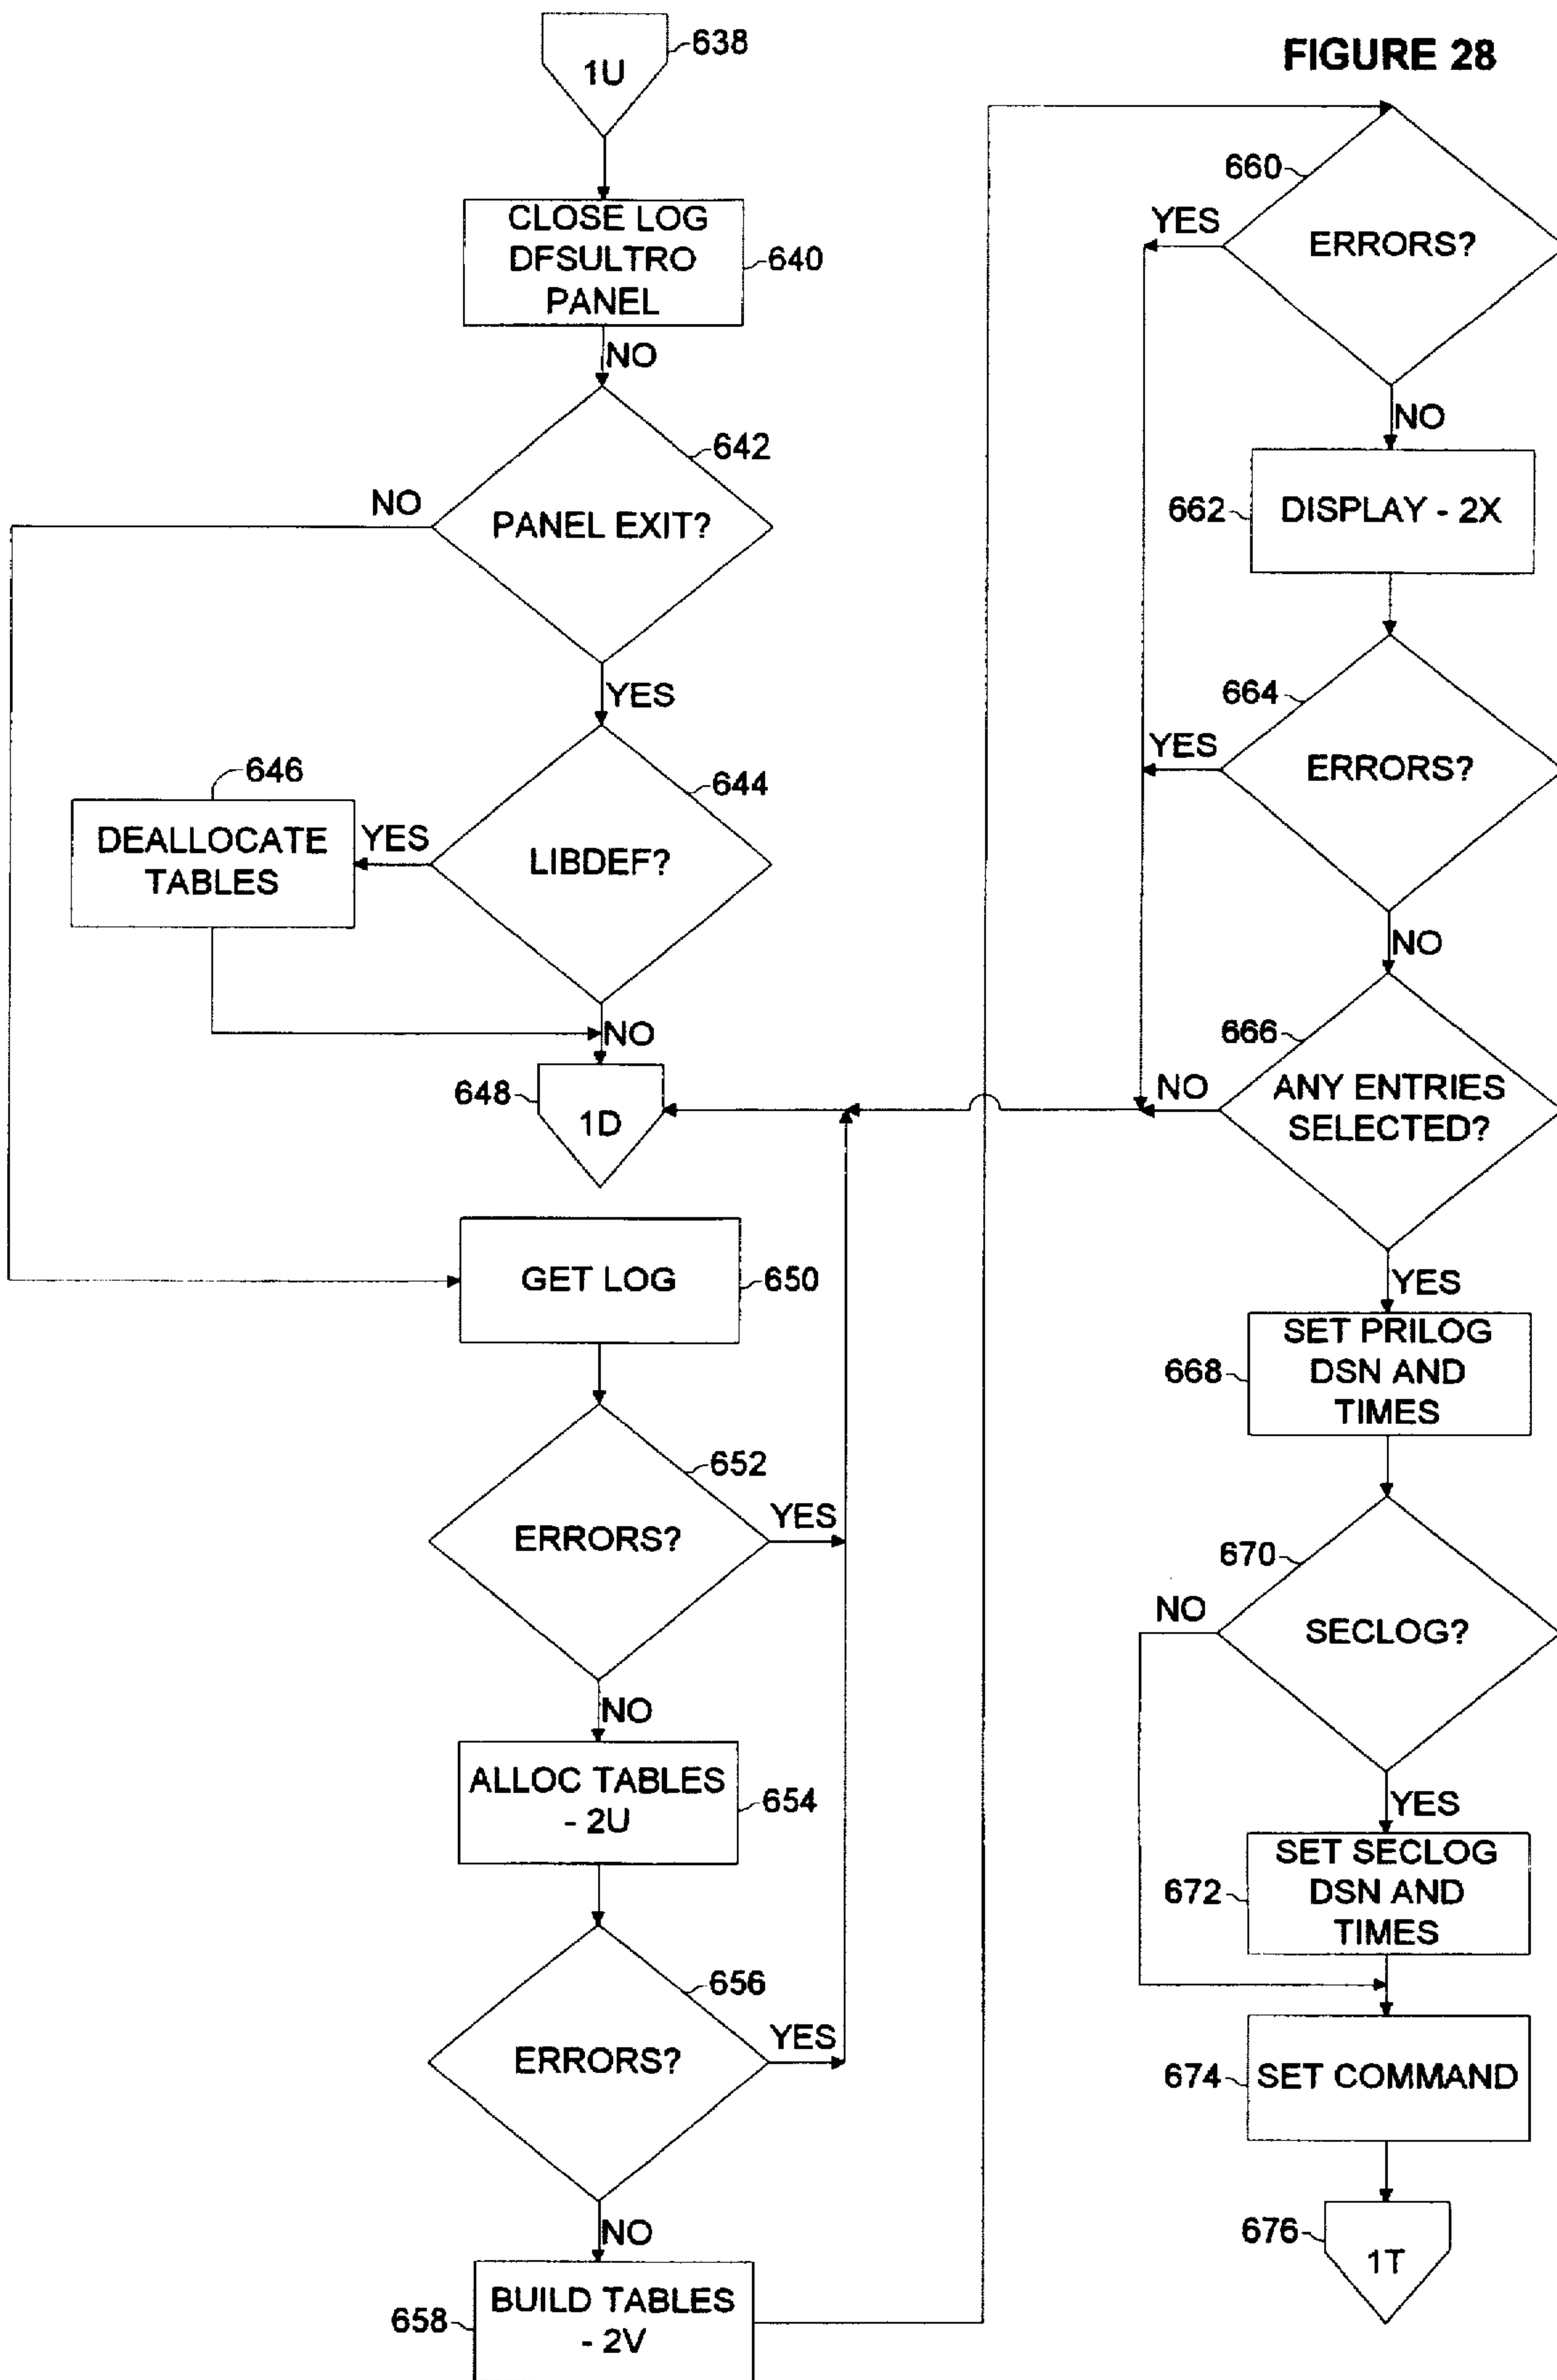 FIGURE 28
638
1U
CLOSE LOG
DFSULTRO
PANEL
640
NO
642
NO
PANEL EXIT?
YES
646
644
DEALLOCATE
TABLES
YES
LIBDEF?
NO
648
1D
GET LOG
650
652
ERRORS?
YES
NO
ALLOC TABLES
- 2U
654
656
ERRORS?
YES
NO
658
BUILD TABLES
- 2V
660
YES
ERRORS?
NO
662
DISPLAY - 2X
664
YES
ERRORS?
NO
666
NO
ANY ENTRIES
SELECTED?
YES
668
SET PRILOG
DSN AND
TIMES
670
NO
SECLOG?
YES
672
SET SECLOG
DSN AND
TIMES
674
SET COMMAND
676
1T